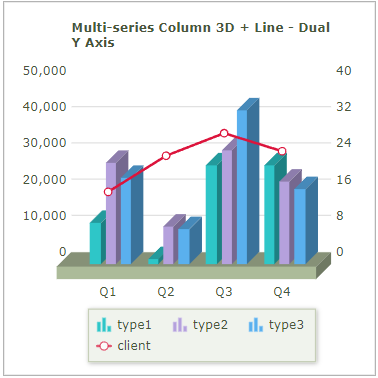 Multi-series Column 3D + Line - Dual
Y Axis
50,000 40
40,000 32
30,000 24
20,000 16
10,000 8
0 0
Q1 Q2 Q3 Q4
type1 type2 type3
client